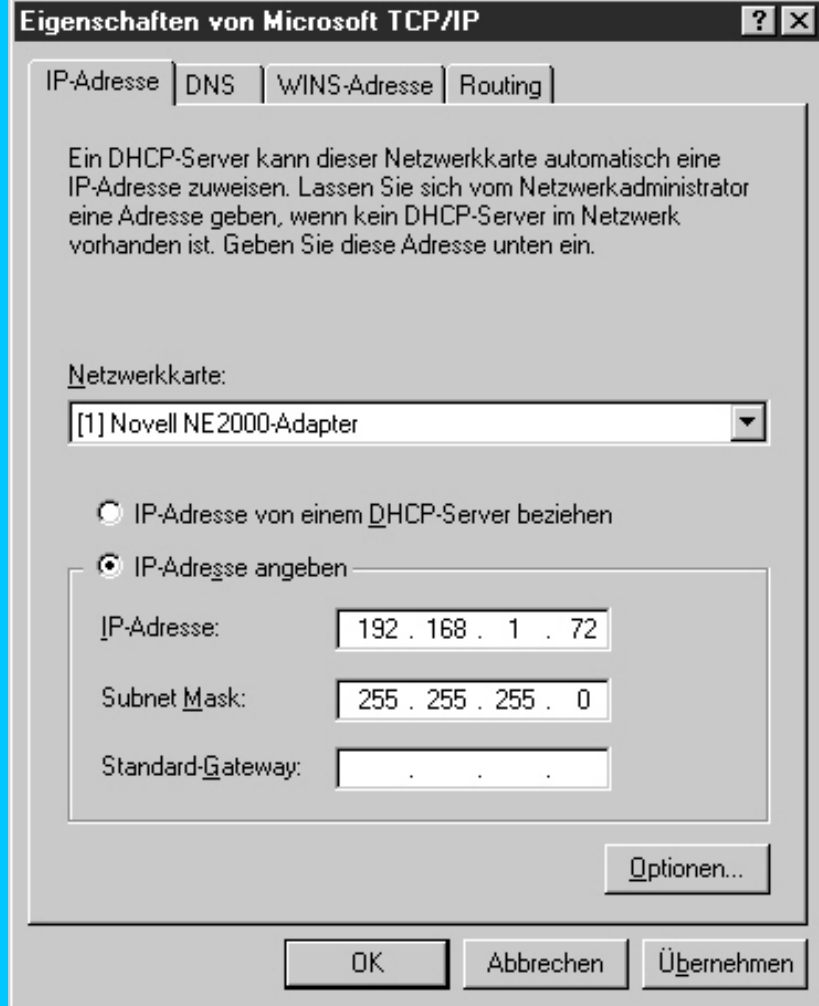 Eigenschaften von Microsoft TCP/IP
IP-Adresse DNS WINS-Adresse Routing
Ein DHCP-Server kann dieser Netzwerkkarte automatisch eine
IP-Adresse zuweisen. Lassen Sie sich vom Netzwerkadministrator
eine Adresse geben, wenn kein DHCP-Server im Netzwerk
vorhanden ist. Geben Sie diese Adresse unten ein.
Netzwerkkarte:
[1] Novell NE2000-Adapter
IP-Adresse von einem DHCP-Server beziehen
IP-Adresse angeben
IP-Adresse: 192 . 168 . 1 . 72
Subnet Mask: 255 . 255 . 255 . 0
Standard-Gateway: . . .
Optionen...
OK Abbrechen Übernehmen